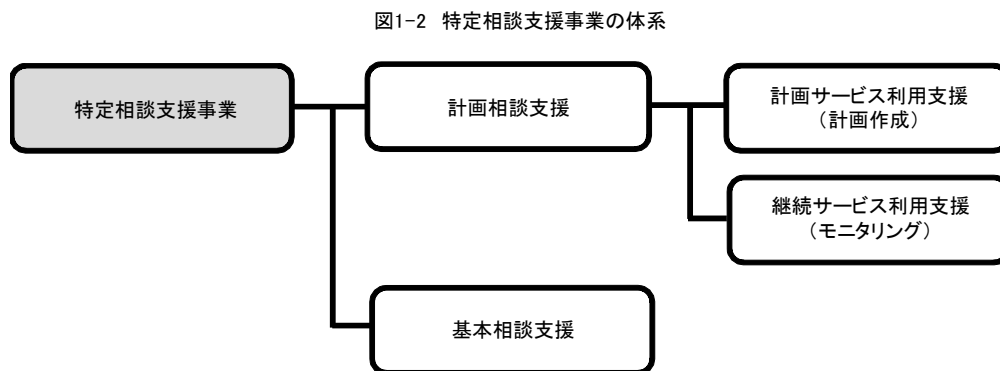 図1-2 特定相談支援事業の体系
特定相談支援事業
計画相談支援
計画サービス利用支援
（計画作成）
継続サービス利用支援
（モニタリング）
基本相談支援